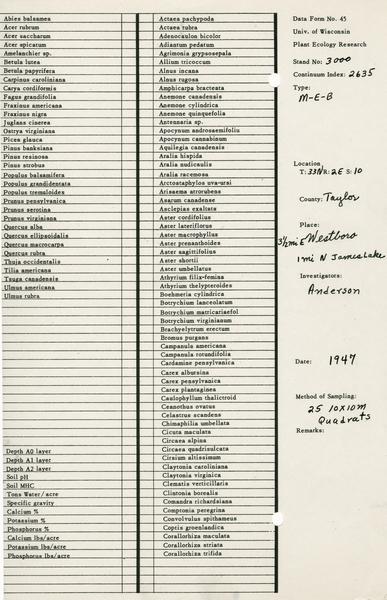 Abies balsamea
Acer rubrum
Acer saccharum
Acer spicatum
Amelanchier sp.
Betula lutea
Betula papyrifera
Carpinus caroliniana
Carya cordiformis
Fagus grandifolia
Fraxinus americana
Fraxinus nigra
Juglans cinerea
Ostrya virginiana
Picea glauca
Pinus banksiana
Pinus resinosa
Pinus strobus
Populus balsamifera
Populus grandidentata
Populus tremuloides
Prunus pensylvanica
Prunus serotina
Prunus virginiana
Quercus alba
Quercus ellipsoidalis
Quercus macrocarpa
Quercus rubra
Thuja occidentalis
Tilia americana
Tsuga canadensis
Ulmus americana
Ulmus rubra
Depth A0 layer
Depth A1 layer
Depth A2 layer
Soil pH
Soil MHC
Tons Water/acre
Specific gravity
Calcium %
Potassium %
Phosphorus %
Calcium lbs/acre
Potassium lbs/acre
Phosphorus lbs/acre
Actaea pachypoda
Actaea rubra
Adenocaulon bicolor
Adiantum pedatum
Agrimonia gryposepala
Allium tricoccum
Alnus incana
Alnus rugosa
Amphicarpa bracteata
Anemone canadensis
Anemone cylindrica
Anemone quinquefolia
Antennaria sp.
Apocynum androsaemifoliu
Apocynum cannabinum
Aquilegia canadensis
Aralia hispida
Aralia nudicaulis
Aralia racemosa
Arctostaphylos uva-ursi
Arisaema atrorubens
Asarum canadense
Asclepias exaltata
Aster cordifolius
Aster lateriflorus
Aster macrophyllus
Aster prenanthoides
Aster sagittifolius
Aster shortii
Aster umbellatus
Athyrium filix-femina
Athyrium thelypteroides
Boehmeria cylindrica
Botrychium lanceolatum
Botrychium matricariaefol
Botrychium virginianum
Brachyelytrum erectum
Bromus purgans
Campanula americana
Campanula rotundifolia
Cardamine pensylvanica
Carex albursina
Carex pensylvanica
Carex plantaginea
Caulophyllum thalictroid
Ceanothus ovatus
Celastrus scandens
Chimaphila umbellata
Cicuta maculata
Circaea alpina
Circaea quadrisulcata
Cirsium altissimum
Claytonia caroliniana
Claytonia virginica
Clematis verticillaris
Clintonia borealis
Comandra richardsiana
Comptonia peregrina
Convolvulus spithameus
Coptis groenlandica
Corallorhiza maculata
Corallorhiza striata
Corallorhiza trifida
Data Form No. 45
Univ. of Wisconsin
Plant Ecology Research
Stand No: 3000
Continuum Index: 2635
Type:
M-E-B
Location
T: 33N R: 2E S: 10
County: Taylor
Place:
3½ mi E Westboro
1 mi N James Lake
Investigators:
Anderson
Date: 1947
Method of Sampling:
25 10x10m
Quadrats
Remarks: